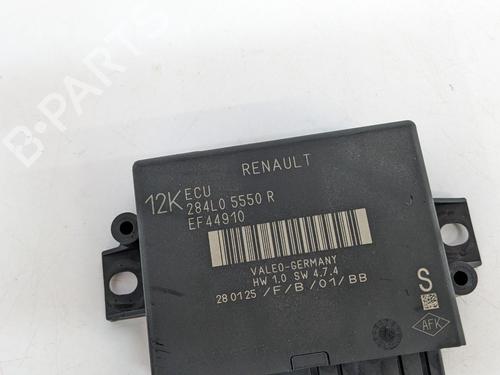 RENAULT
12K ECU
284L0 5550 R
EF44910
VALEO-GERMANY
HW 1.0 SW 4.7.4
280125 /F/B/01/BB
S
AFK
B-PARTS